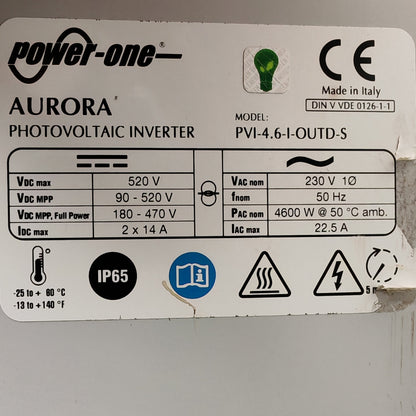 power-one®
AURORA
PHOTOVOLTAIC INVERTER
MODEL:
PVI-4.6-I-OUTD-S
CE
Made in Italy
DIN V VDE 0126-1-1
VDC max 520 V
VDC MPP 90 - 520 V
VDC MPP, Full Power 180 - 470 V
IDC max 2 x 14 A
VAC nom 230 V 1Ø
fnom 50 Hz
PAC nom 4600 W @ 50 °C amb.
IAC max 22.5 A
-25 to + 60 °C
-13 to +140 °F
IP65
i
5